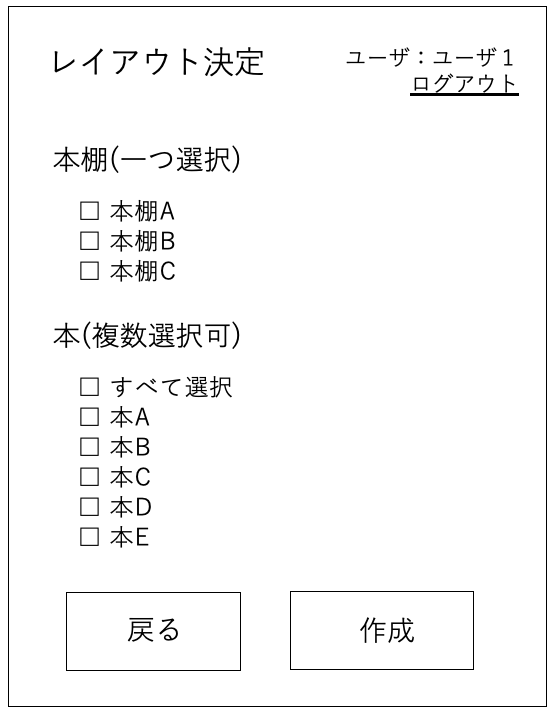 レイアウト決定
ユーザ：ユーザ１
ログアウト
本棚(一つ選択)
□ 本棚A
□ 本棚B
□ 本棚C
本(複数選択可)
□ すべて選択
□ 本A
□ 本B
□ 本C
□ 本D
□ 本E
戻る
作成